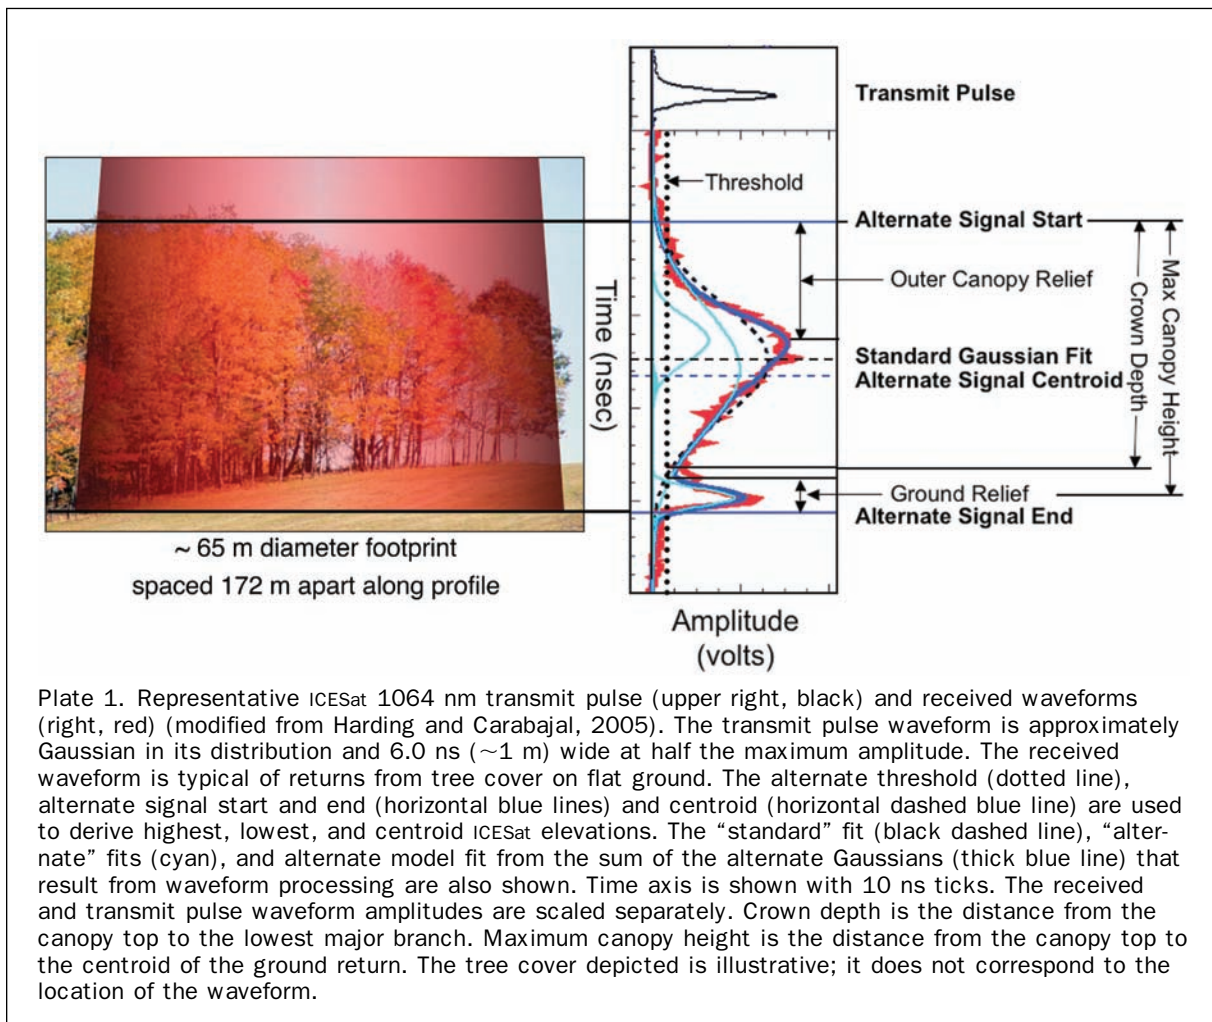 Transmit Pulse
Threshold
Alternate Signal Start
Outer Canopy Relief
Max Canopy Height
Crown Depth
Time (nsec)
Standard Gaussian Fit
Alternate Signal Centroid
Ground Relief
Alternate Signal End
~ 65 m diameter footprint
spaced 172 m apart along profile
Amplitude
(volts)
Plate 1. Representative ICESat 1064 nm transmit pulse (upper right, black) and received waveforms
(right, red) (modified from Harding and Carabajal, 2005). The transmit pulse waveform is approximately
Gaussian in its distribution and 6.0 ns (~1 m) wide at half the maximum amplitude. The received
waveform is typical of returns from tree cover on flat ground. The alternate threshold (dotted line),
alternate signal start and end (horizontal blue lines) and centroid (horizontal dashed blue line) are used
to derive highest, lowest, and centroid ICESat elevations. The “standard” fit (black dashed line), “alter-
nate” fits (cyan), and alternate model fit from the sum of the alternate Gaussians (thick blue line) that
result from waveform processing are also shown. Time axis is shown with 10 ns ticks. The received
and transmit pulse waveform amplitudes are scaled separately. Crown depth is the distance from the
canopy top to the lowest major branch. Maximum canopy height is the distance from the canopy top to
the centroid of the ground return. The tree cover depicted is illustrative; it does not correspond to the
location of the waveform.